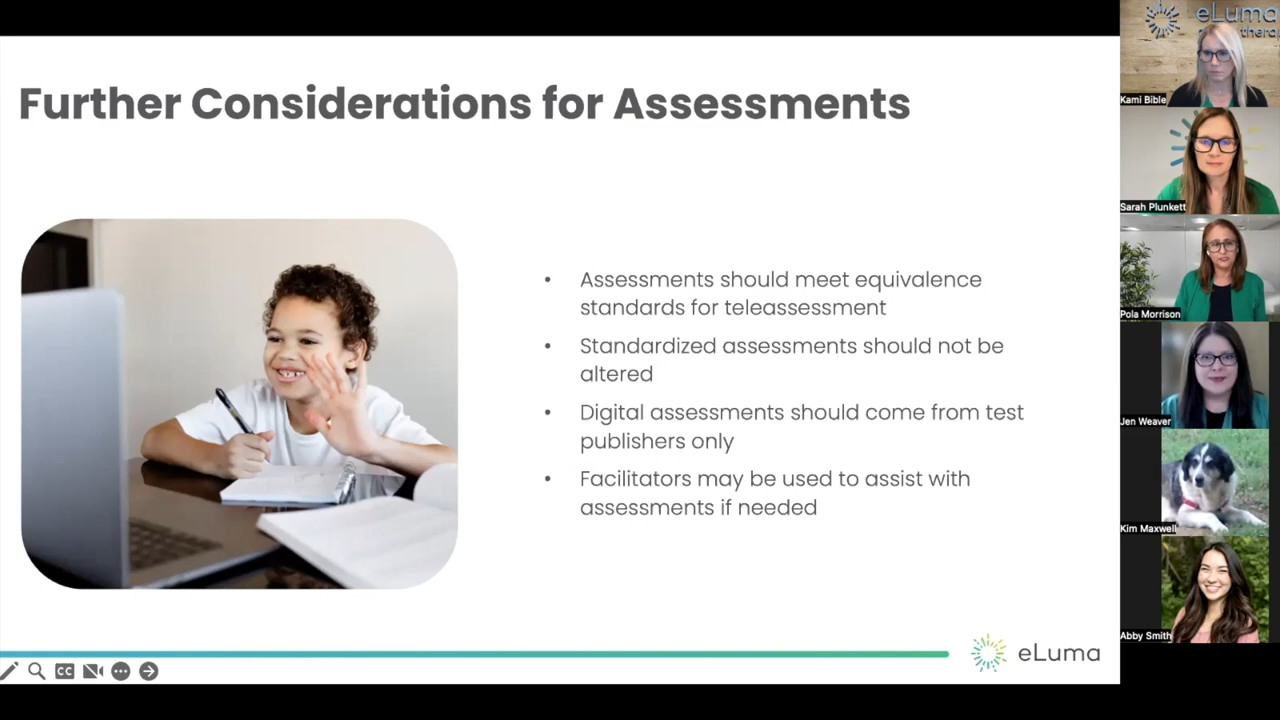 Further Considerations for Assessments
• Assessments should meet equivalence
standards for teleassessment
• Standardized assessments should not be
altered
• Digital assessments should come from test
publishers only
• Facilitators may be used to assist with
assessments if needed
eLuma
CC
eLuma
Kami Bible
Sarah Plunkett
Pola Morrison
Jen Weaver
Kim Maxwell
Abby Smith